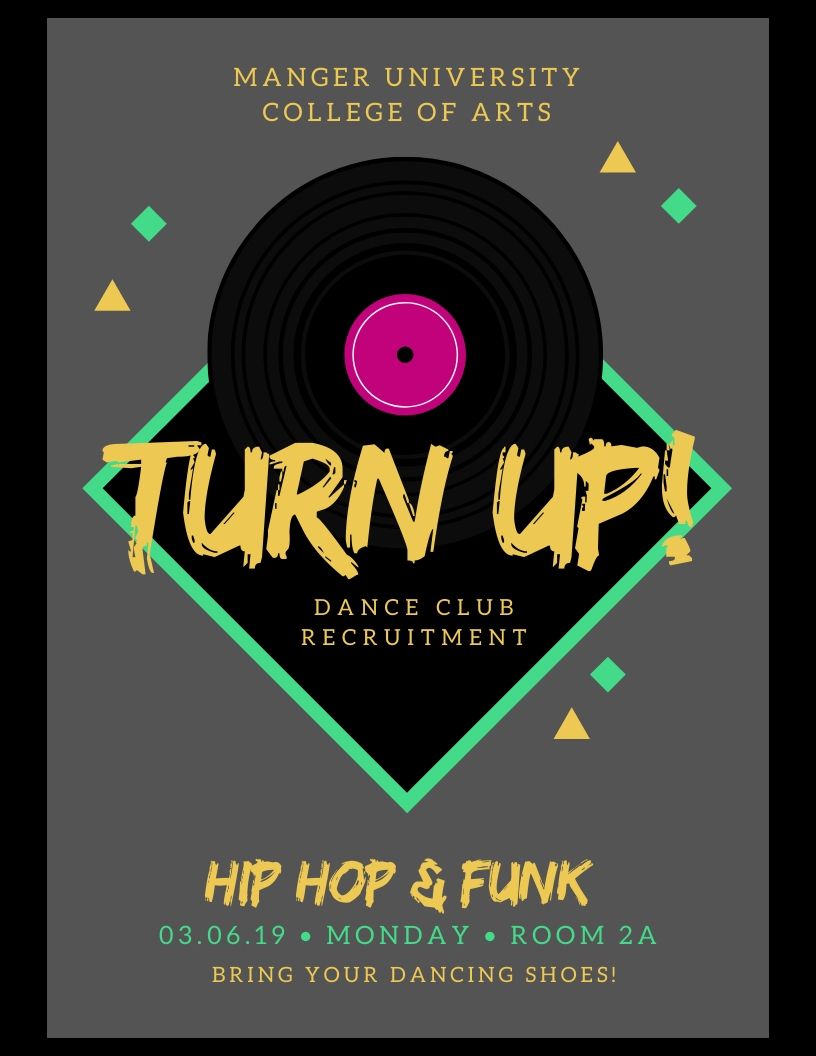 MANGER UNIVERSITY
COLLEGE OF ARTS
TURN UP!
DANCE CLUB
RECRUITMENT
HIP HOP & FUNK
03.06.19 • MONDAY • ROOM 2A
BRING YOUR DANCING SHOES!